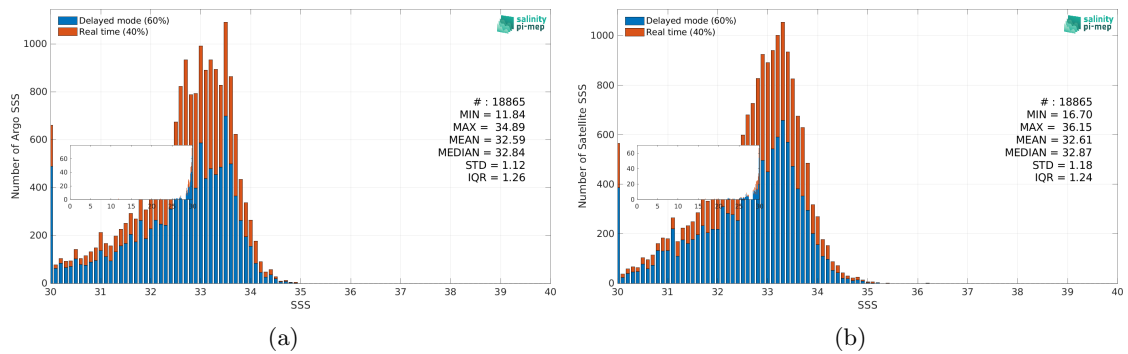 Delayed mode (60%)
Real time (40%)
salinity
pi-mep
# : 18865
MIN = 11.84
MAX = 34.89
MEAN = 32.59
MEDIAN = 32.84
STD = 1.12
IQR = 1.26
Number of Argo SSS
1000
800
600
400
200
0
60
40
20
0
0 5 10 15 20 25 30
30 31 32 33 34 35 36 37 38 39 40
SSS
(a)
Delayed mode (60%)
Real time (40%)
salinity
pi-mep
# : 18865
MIN = 16.70
MAX = 36.15
MEAN = 32.61
MEDIAN = 32.87
STD = 1.18
IQR = 1.24
Number of Satellite SSS
1000
800
600
400
200
0
60
40
20
0
0 5 10 15 20 25 30
30 31 32 33 34 35 36 37 38 39 40
SSS
(b)